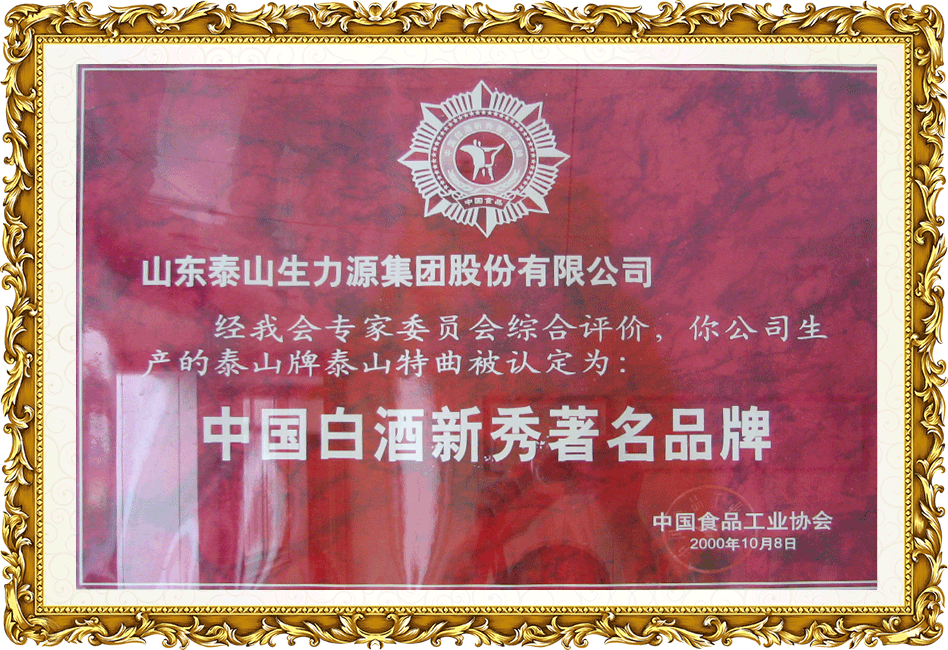 中国食品
山东泰山生力源集团股份有限公司
经我会专家委员会综合评价，你公司生
产的泰山牌泰山特曲被认定为：
中国白酒新秀著名品牌
中国食品工业协会
2000年10月8日